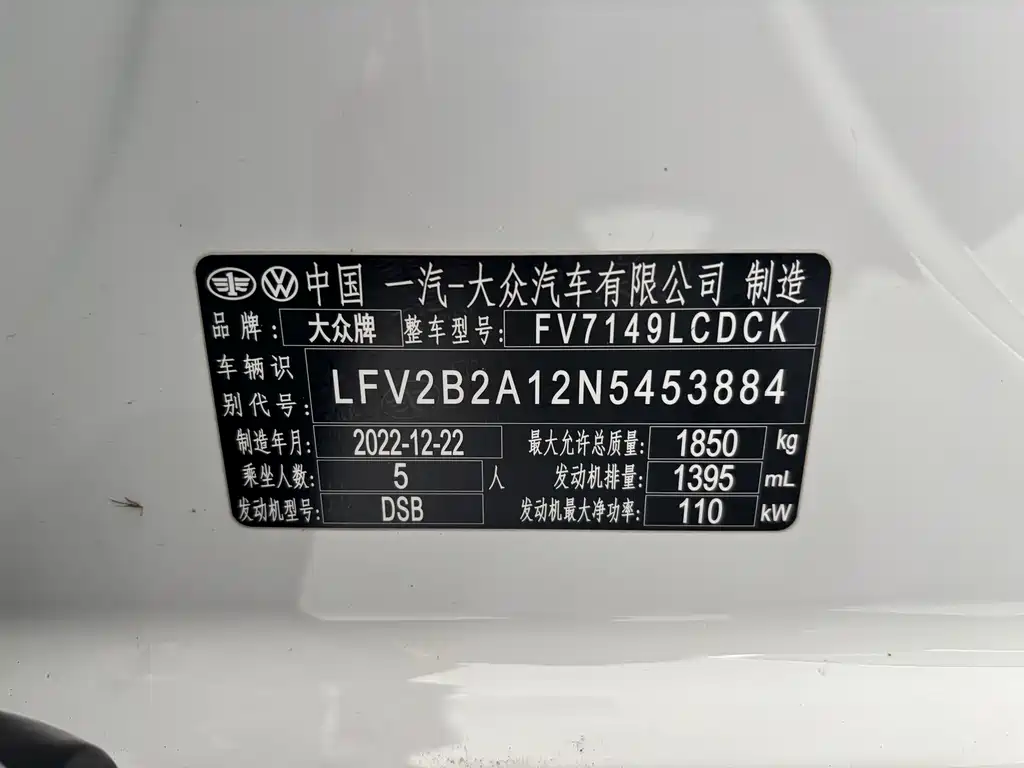 中国 一汽-大众汽车有限公司 制造
品牌: 大众牌 整车型号: FV7149LCDCK
车辆识
别代号: LFV2B2A12N5453884
制造年月: 2022-12-22 最大允许总质量: 1850 kg
乘坐人数: 5 人 发动机排量: 1395 mL
发动机型号: DSB 发动机最大净功率: 110 kW